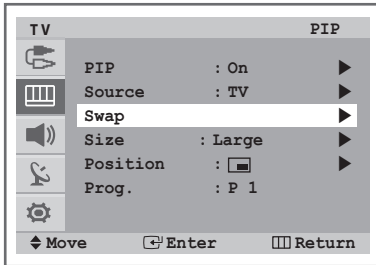 TV PIP
PIP : On
Source : TV
Swap
Size : Large
Position :
Prog. : P 1
Move Enter Return